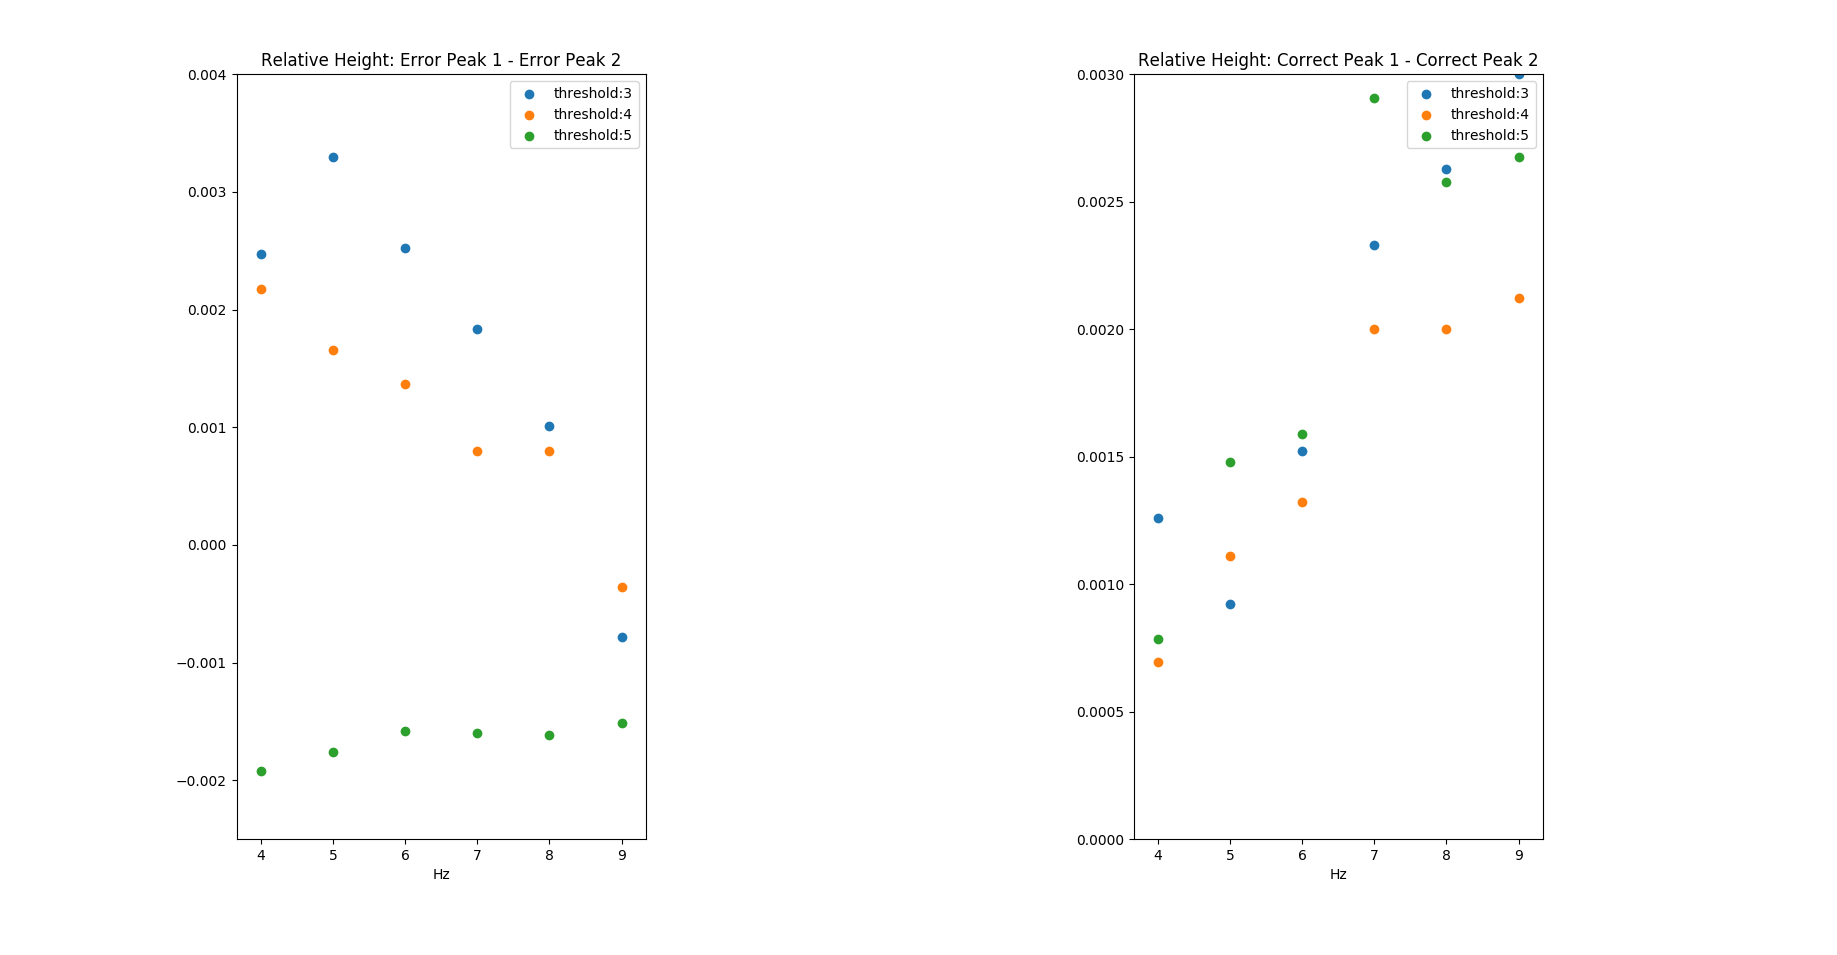 Relative Height: Error Peak 1 - Error Peak 2
0.004
0.003
0.002
0.001
0.000
−0.001
−0.002
threshold:3
threshold:4
threshold:5
4 5 6 7 8 9
Hz
Relative Height: Correct Peak 1 - Correct Peak 2
0.0030
0.0025
0.0020
0.0015
0.0010
0.0005
0.0000
threshold:3
threshold:4
threshold:5
4 5 6 7 8 9
Hz